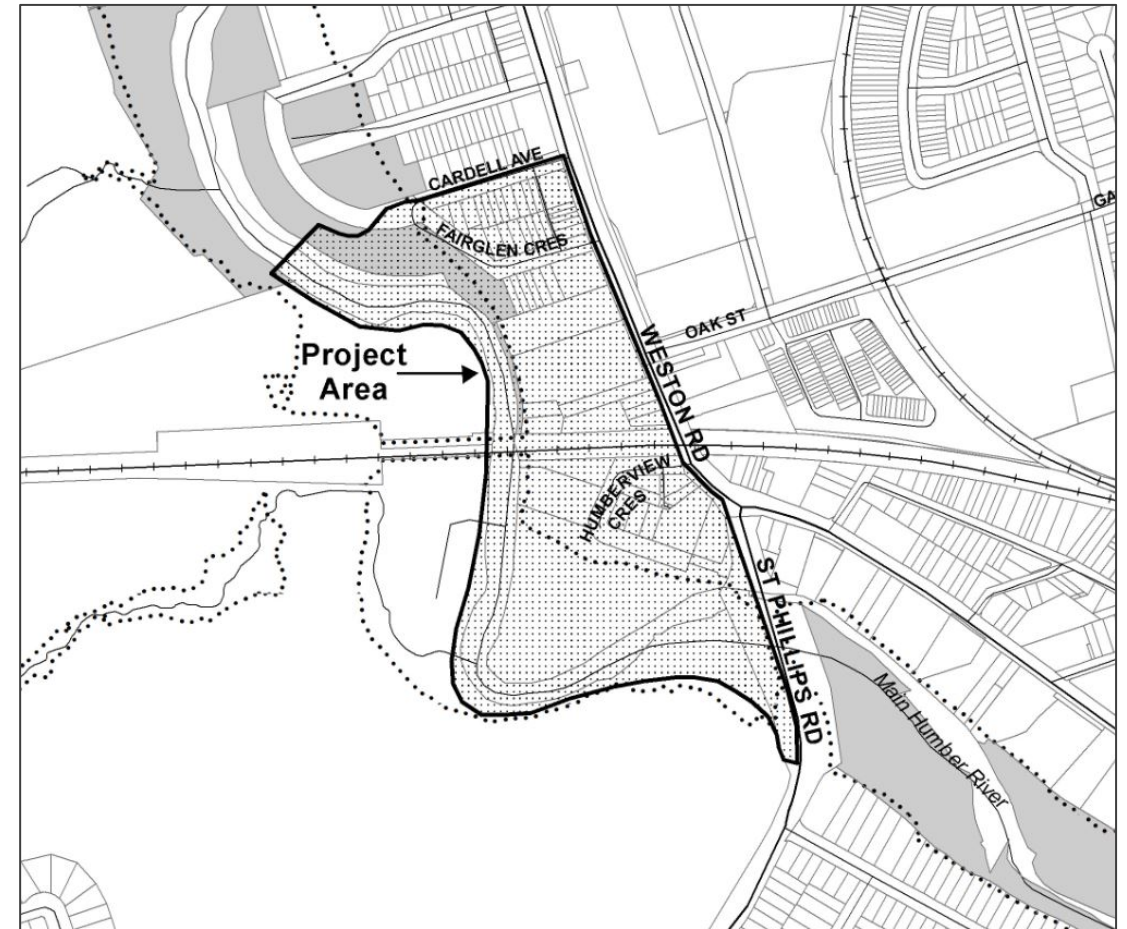 CARDELL AVE
FAIRGLEN CRES
GA
OAK ST
WESTON RD
Project
Area
HUMBERVIEW
CRES
ST PHILLIPS RD
Main Humber River